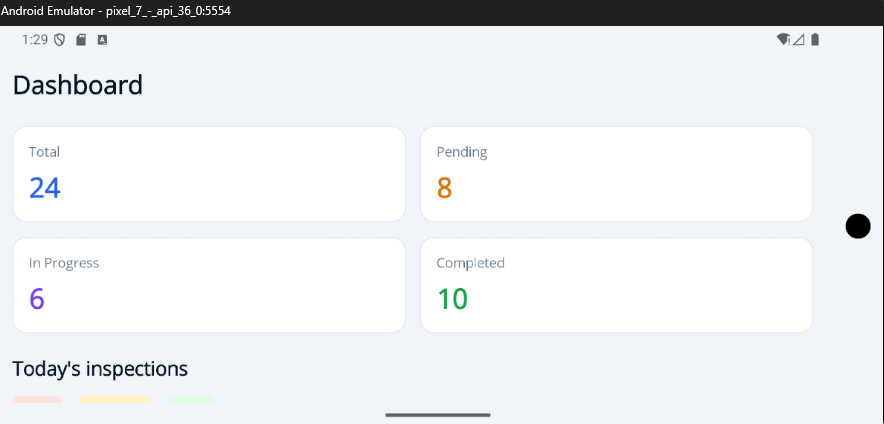 Android Emulator - pixel_7_-_api_36_0:5554
1:29
Dashboard
Total
Pending
24
8
In Progress
Completed
6
10
Today's inspections